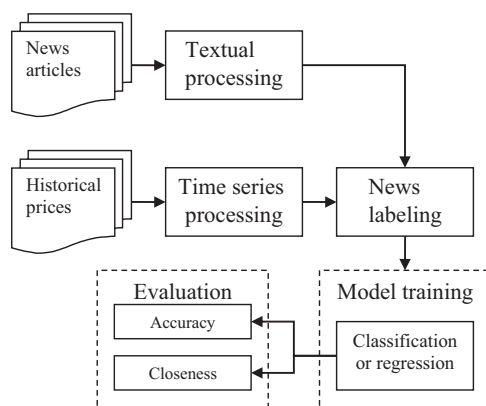 News
articles
Textual
processing
Historical
prices
Time series
processing
News
labeling
Evaluation
Accuracy
Closeness
Model training
Classification
or regression